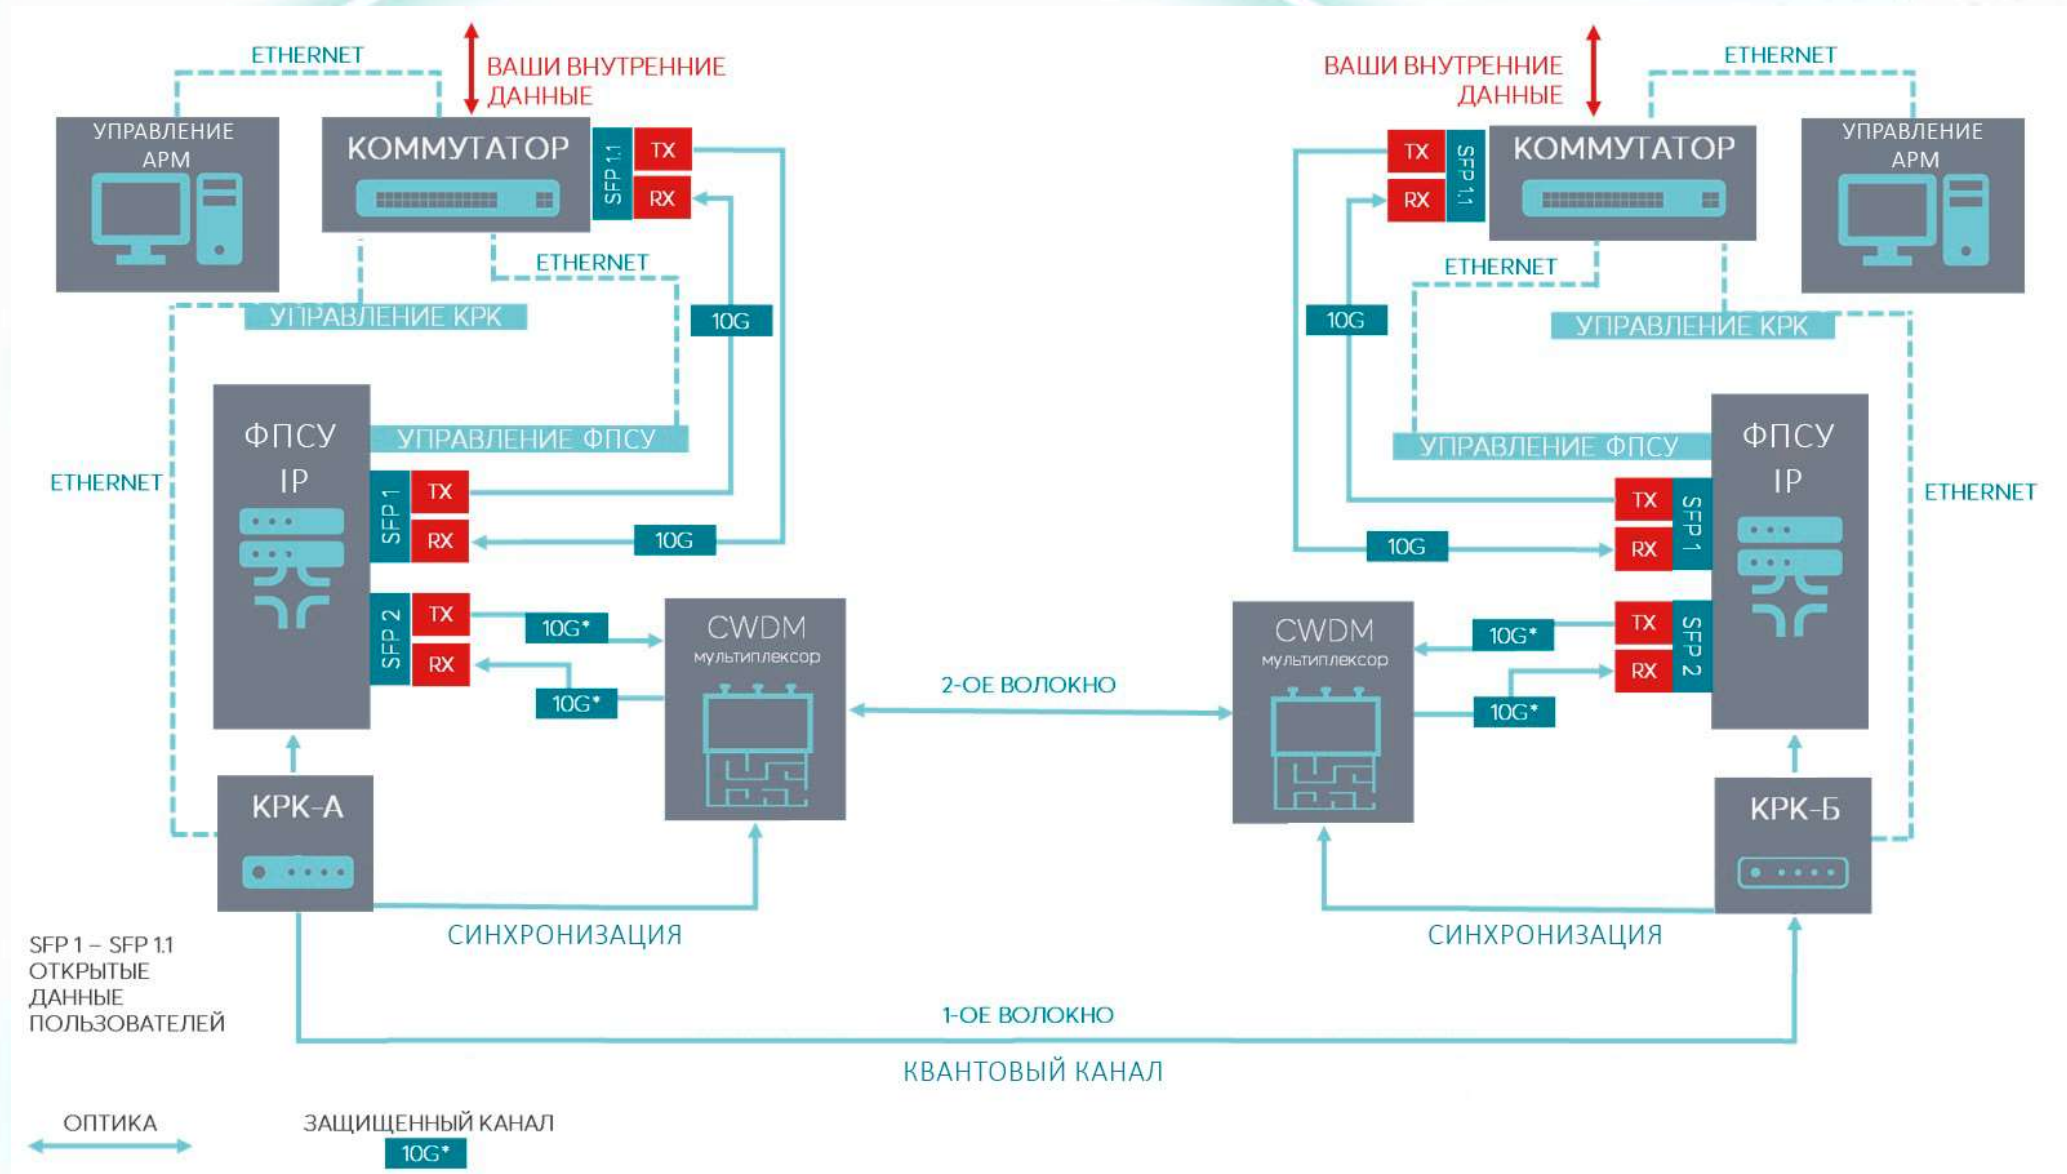 ETHERNET
ВАШИ ВНУТРЕННИЕ
ДАННЫЕ
УПРАВЛЕНИЕ
АРМ
КОММУТАТОР
SFP 1.1
TX
RX
ETHERNET
УПРАВЛЕНИЕ КРК
10G
ФПСУ
IP
УПРАВЛЕНИЕ ФПСУ
ETHERNET
SFP 1
TX
RX
10G
SFP 2
TX
RX
10G*
10G*
CWDM
мультиплексор
КРК-А
СИНХРОНИЗАЦИЯ
2-ОЕ ВОЛОКНО
ВАШИ ВНУТРЕННИЕ
ДАННЫЕ
ETHERNET
TX
RX
SFP 1.1
КОММУТАТОР
УПРАВЛЕНИЕ
АРМ
ETHERNET
10G
УПРАВЛЕНИЕ КРК
УПРАВЛЕНИЕ ФПСУ
ФПСУ
IP
ETHERNET
TX
RX
SFP 1
10G
TX
RX
SFP 2
10G*
10G*
CWDM
мультиплексор
КРК-Б
СИНХРОНИЗАЦИЯ
1-ОЕ ВОЛОКНО
КВАНТОВЫЙ КАНАЛ
SFP 1 – SFP 1.1
ОТКРЫТЫЕ
ДАННЫЕ
ПОЛЬЗОВАТЕЛЕЙ
ОПТИКА
ЗАЩИЩЕННЫЙ КАНАЛ
10G*